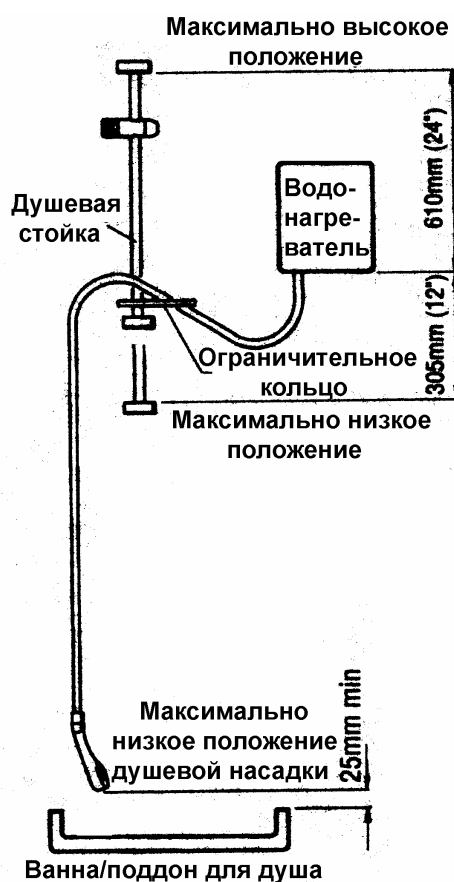 Максимально высокое
положение
610mm (24")
Водо-
нагре-
ватель
Душевая
стойка
305mm (12")
Ограничительное
кольцо
Максимально низкое
положение
Максимально
низкое положение
душевой насадки
25mm min
Ванна/поддон для душа